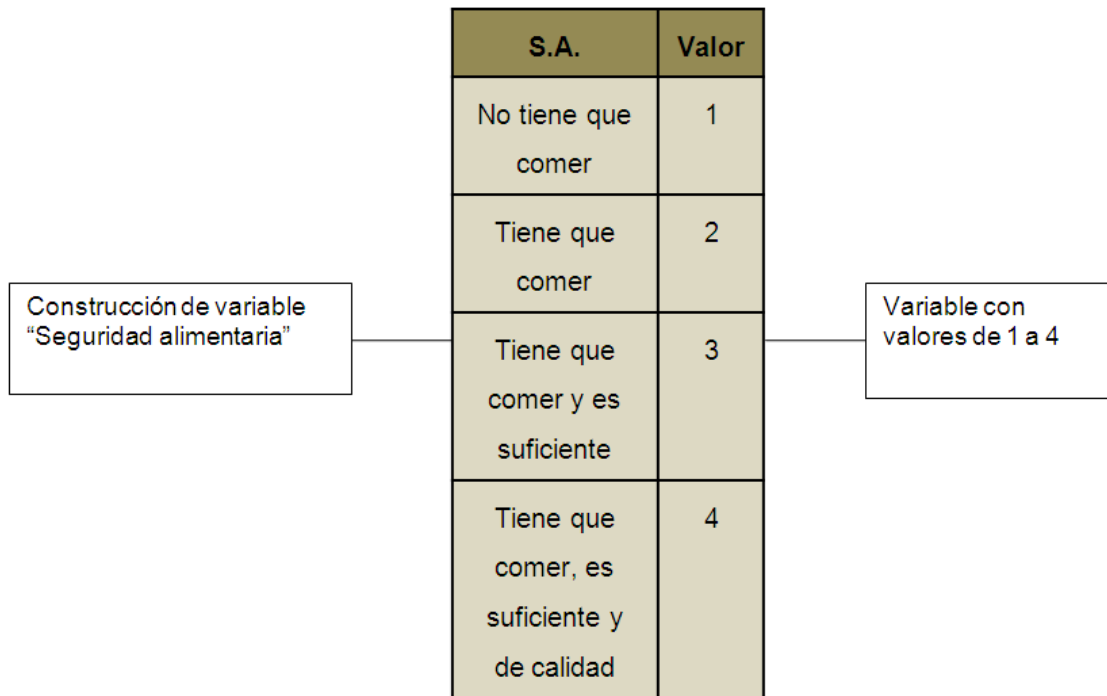 S.A.
Valor
No tiene que
comer
1
Tiene que
comer
2
Construcción de variable
“Seguridad alimentaria”
Tiene que
comer y es
suficiente
3
Variable con
valores de 1 a 4
Tiene que
comer, es
suficiente y
de calidad
4